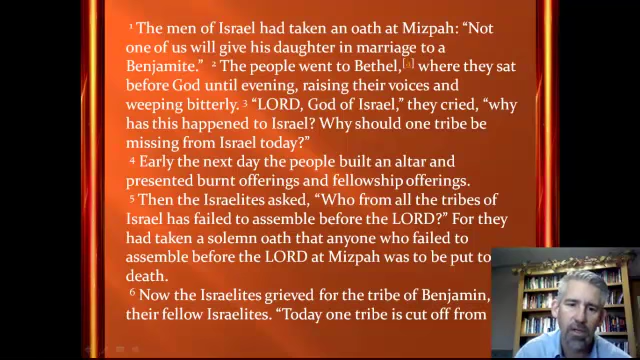 1 The men of Israel had taken an oath at Mizpah: “Not
one of us will give his daughter in marriage to a
Benjamite.” 2 The people went to Bethel,[a] where they sat
before God until evening, raising their voices and
weeping bitterly. 3 “LORD, God of Israel,” they cried, “why
has this happened to Israel? Why should one tribe be
missing from Israel today?”
4 Early the next day the people built an altar and
presented burnt offerings and fellowship offerings.
5 Then the Israelites asked, “Who from all the tribes of
Israel has failed to assemble before the LORD?” For they
had taken a solemn oath that anyone who failed to
assemble before the LORD at Mizpah was to be put to
death.
6 Now the Israelites grieved for the tribe of Benjamin,
their fellow Israelites. “Today one tribe is cut off from